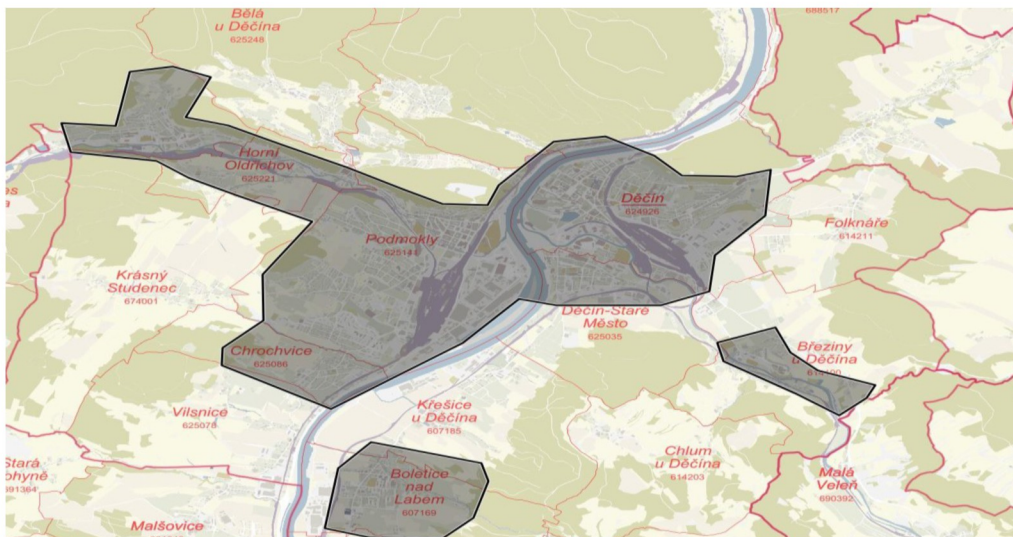 688517
Bělá
u Děčína
625248
Horní
Oldřichov
625221
Děčín
624926
Folknáře
614211
Podmokly
625141
Krásný
Studenec
674001
Děčín-Staré
Město
625035
Chrochvice
625086
Březiny
u Děčína
Vilsnice
625078
Křešice
u Děčína
607185
Chlum
u Děčína
614203
Boletice
nad
Labem
607169
Stará
ohyně
691364
Malá
Veleň
690392
Malšovice